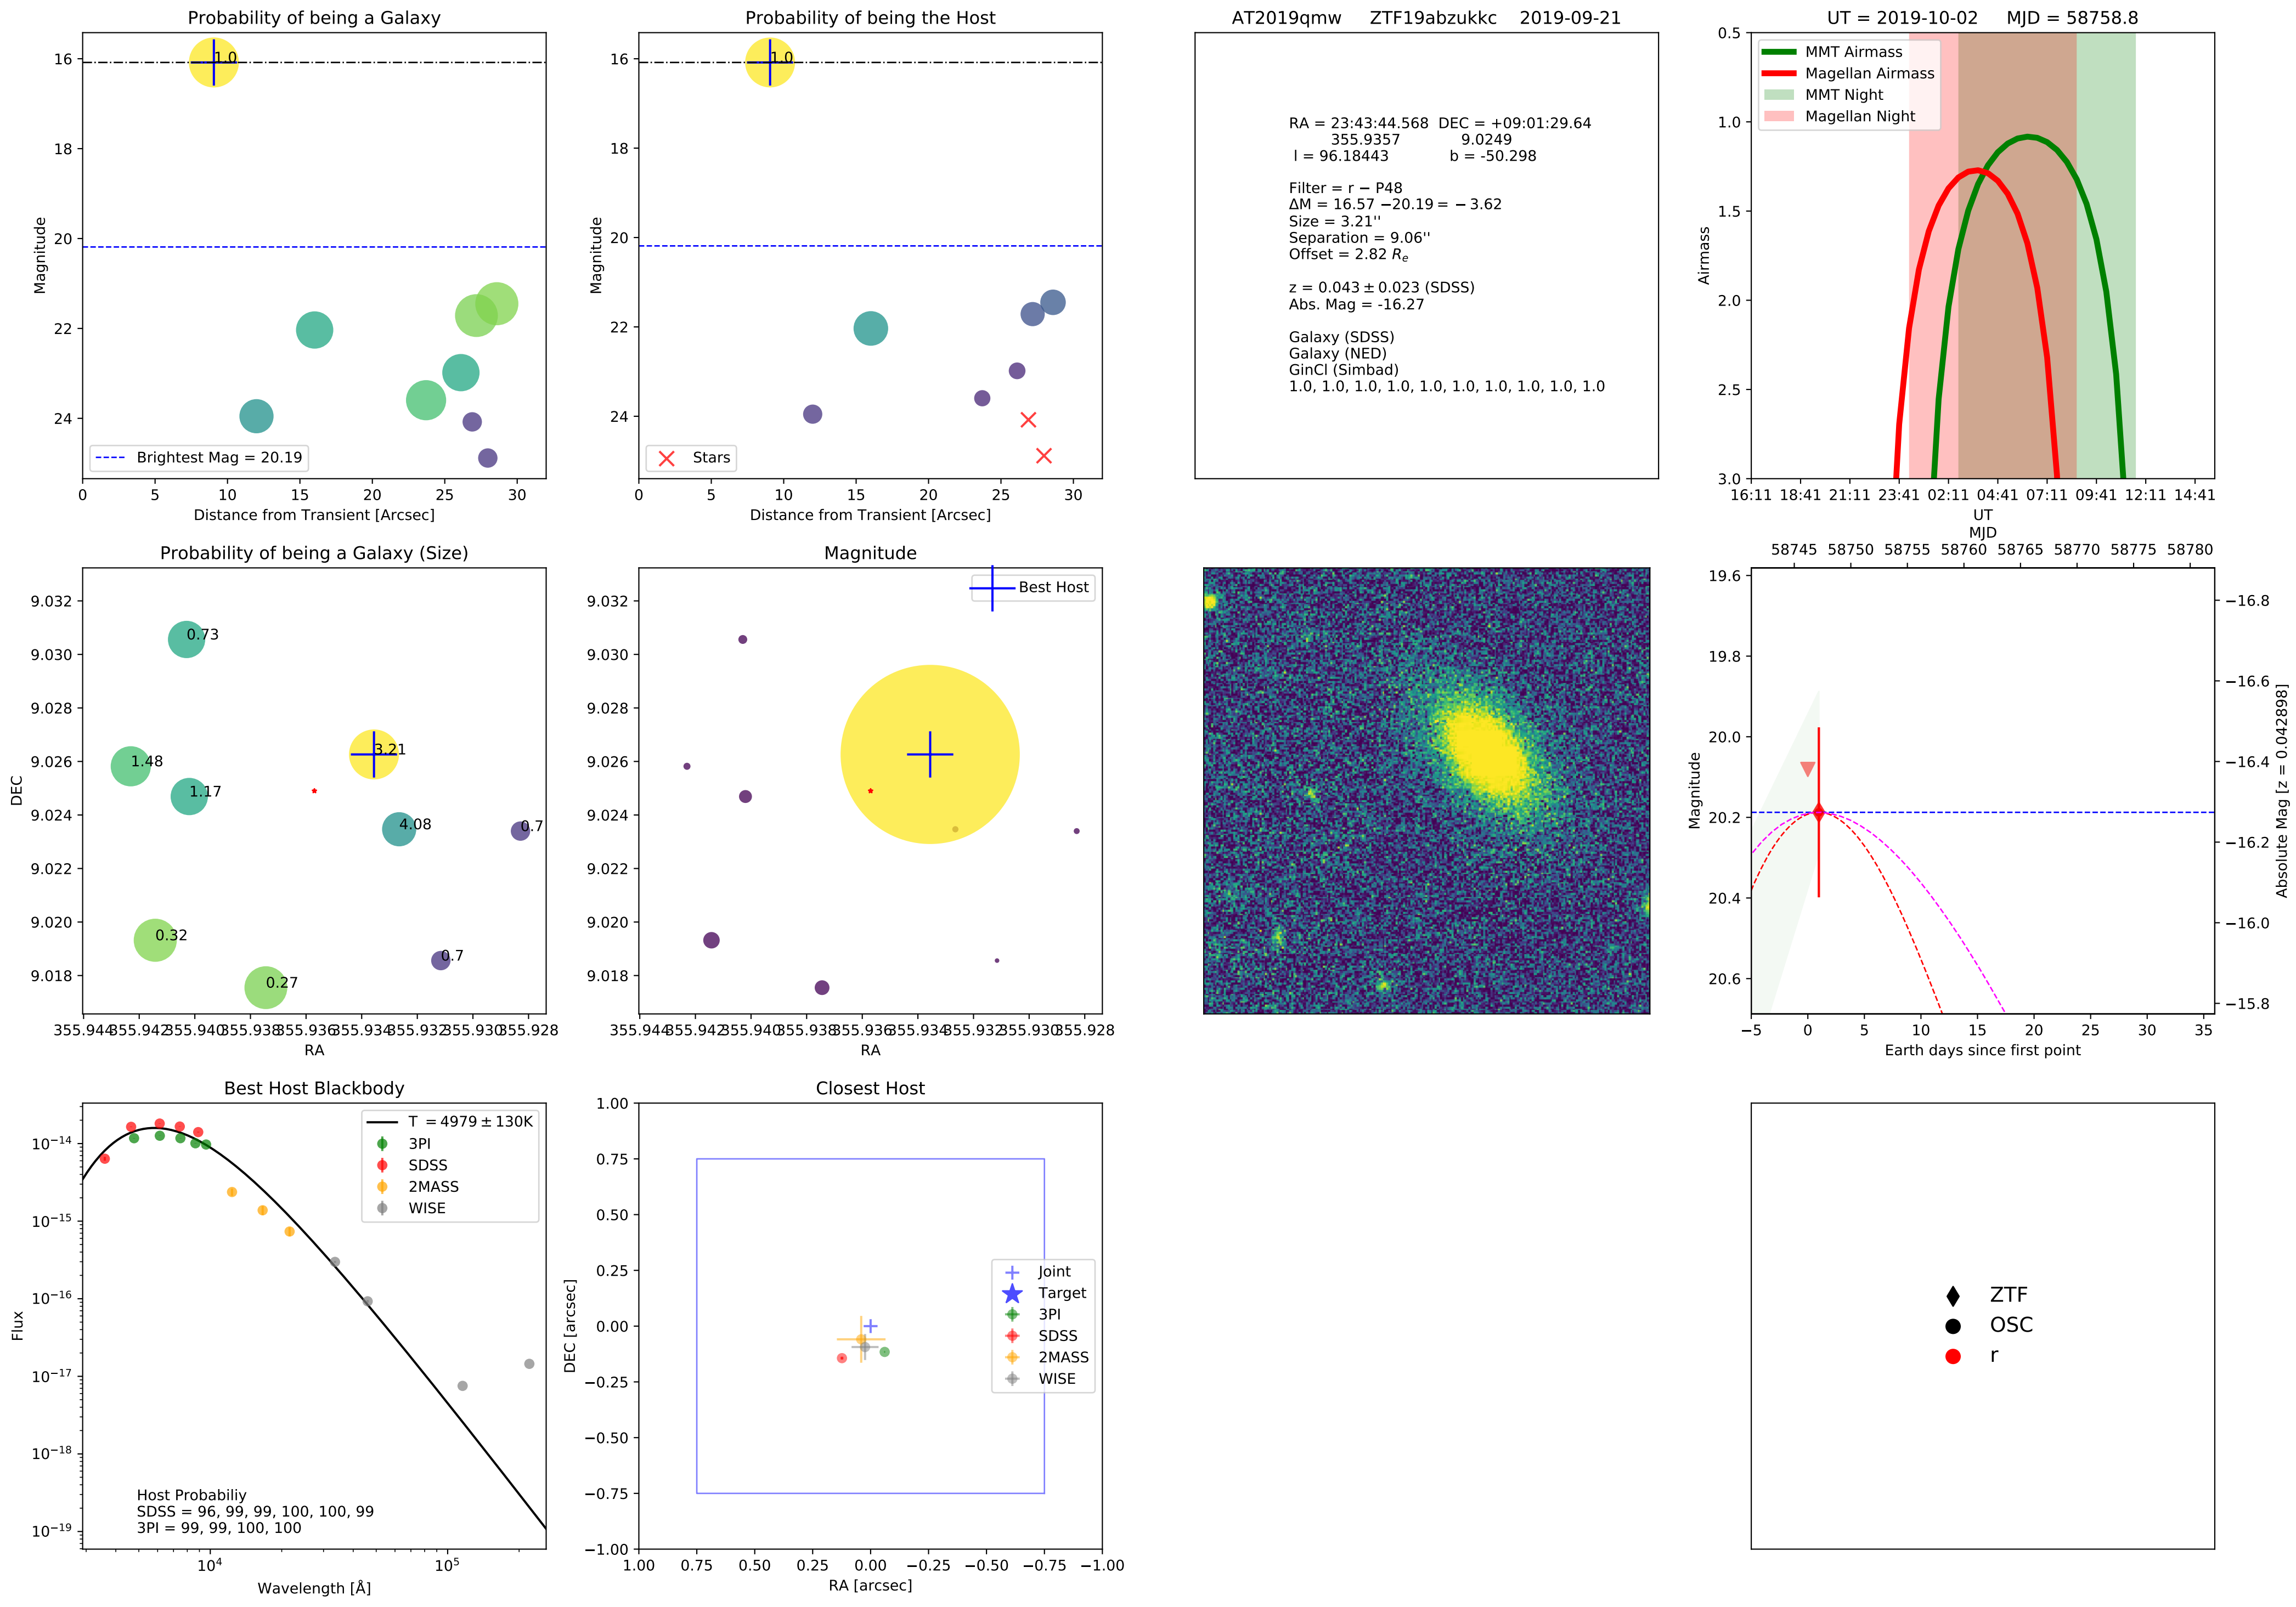 Probability of being a Galaxy
1.0
16
18
20
22
24
Magnitude
Brightest Mag = 20.19
0 5 10 15 20 25 30
Distance from Transient [Arcsec]
Probability of being the Host
1.0
16
18
20
22
24
Magnitude
Stars
0 5 10 15 20 25 30
Distance from Transient [Arcsec]
AT2019qmw ZTF19abzukkc 2019-09-21
RA = 23:43:44.568 DEC = +09:01:29.64
355.9357 9.0249
l = 96.18443 b = -50.298
Filter = r − P48
ΔM = 16.57 −20.19 = − 3.62
Size = 3.21''
Separation = 9.06''
Offset = 2.82 Re
z = 0.043 ± 0.023 (SDSS)
Abs. Mag = -16.27
Galaxy (SDSS)
Galaxy (NED)
GinCl (Simbad)
1.0, 1.0, 1.0, 1.0, 1.0, 1.0, 1.0, 1.0, 1.0, 1.0
UT = 2019-10-02 MJD = 58758.8
MMT Airmass
Magellan Airmass
MMT Night
Magellan Night
0.5
1.0
1.5
2.0
2.5
3.0
Airmass
16:11 18:41 21:11 23:41 02:11 04:41 07:11 09:41 12:11 14:41
UT
Probability of being a Galaxy (Size)
9.032
9.030
9.028
9.026
9.024
9.022
9.020
9.018
DEC
0.73
3.21
1.48
1.17
4.08
0.7
0.32
0.7
0.27
355.944 355.942 355.940 355.938 355.936 355.934 355.932 355.930 355.928
RA
Magnitude
Best Host
9.032
9.030
9.028
9.026
9.024
9.022
9.020
9.018
355.944 355.942 355.940 355.938 355.936 355.934 355.932 355.930 355.928
RA
MJD
58745 58750 58755 58760 58765 58770 58775 58780
19.6
19.8
20.0
20.2
20.4
20.6
Magnitude
−16.8
−16.6
−16.4
−16.2
−16.0
−15.8
Absolute Mag [z = 0.042898]
−5 0 5 10 15 20 25 30 35
Earth days since first point
Best Host Blackbody
T = 4979 ± 130K
3PI
SDSS
2MASS
WISE
10−14
10−15
10−16
10−17
10−18
10−19
Flux
Host Probabiliy
SDSS = 96, 99, 99, 100, 100, 99
3PI = 99, 99, 100, 100
104 105
Wavelength [Å]
Closest Host
1.00
0.75
0.50
0.25
0.00
−0.25
−0.50
−0.75
−1.00
DEC [arcsec]
Joint
Target
3PI
SDSS
2MASS
WISE
1.00 0.75 0.50 0.25 0.00 −0.25 −0.50 −0.75 −1.00
RA [arcsec]
ZTF
OSC
r